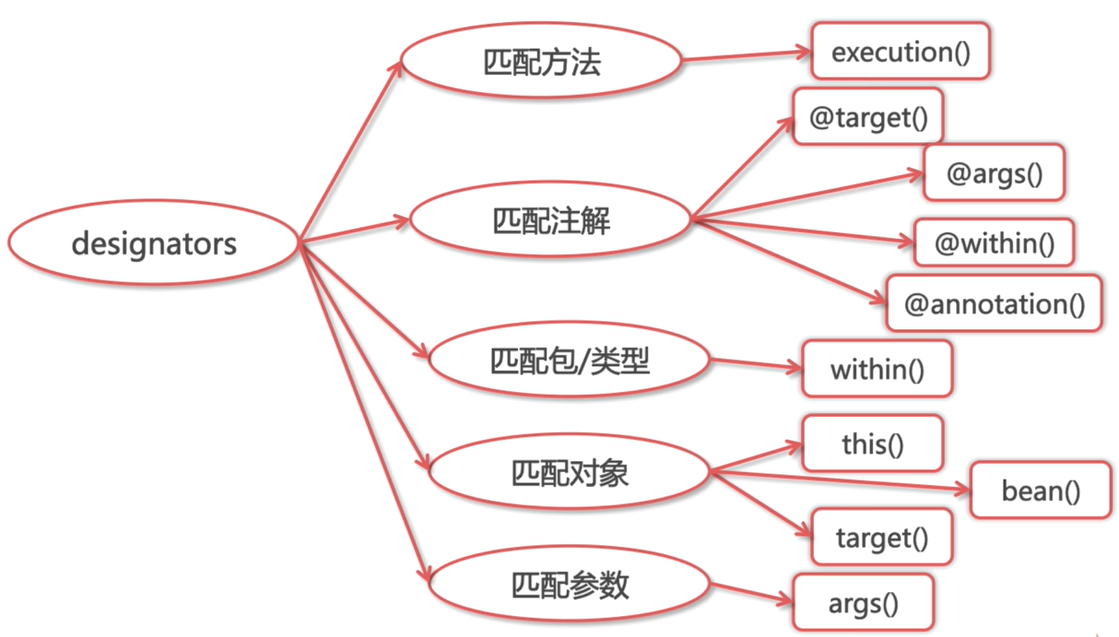 designators
匹配方法
execution()
匹配注解
@target()
@args()
@within()
@annotation()
匹配包/类型
within()
匹配对象
this()
bean()
target()
匹配参数
args()